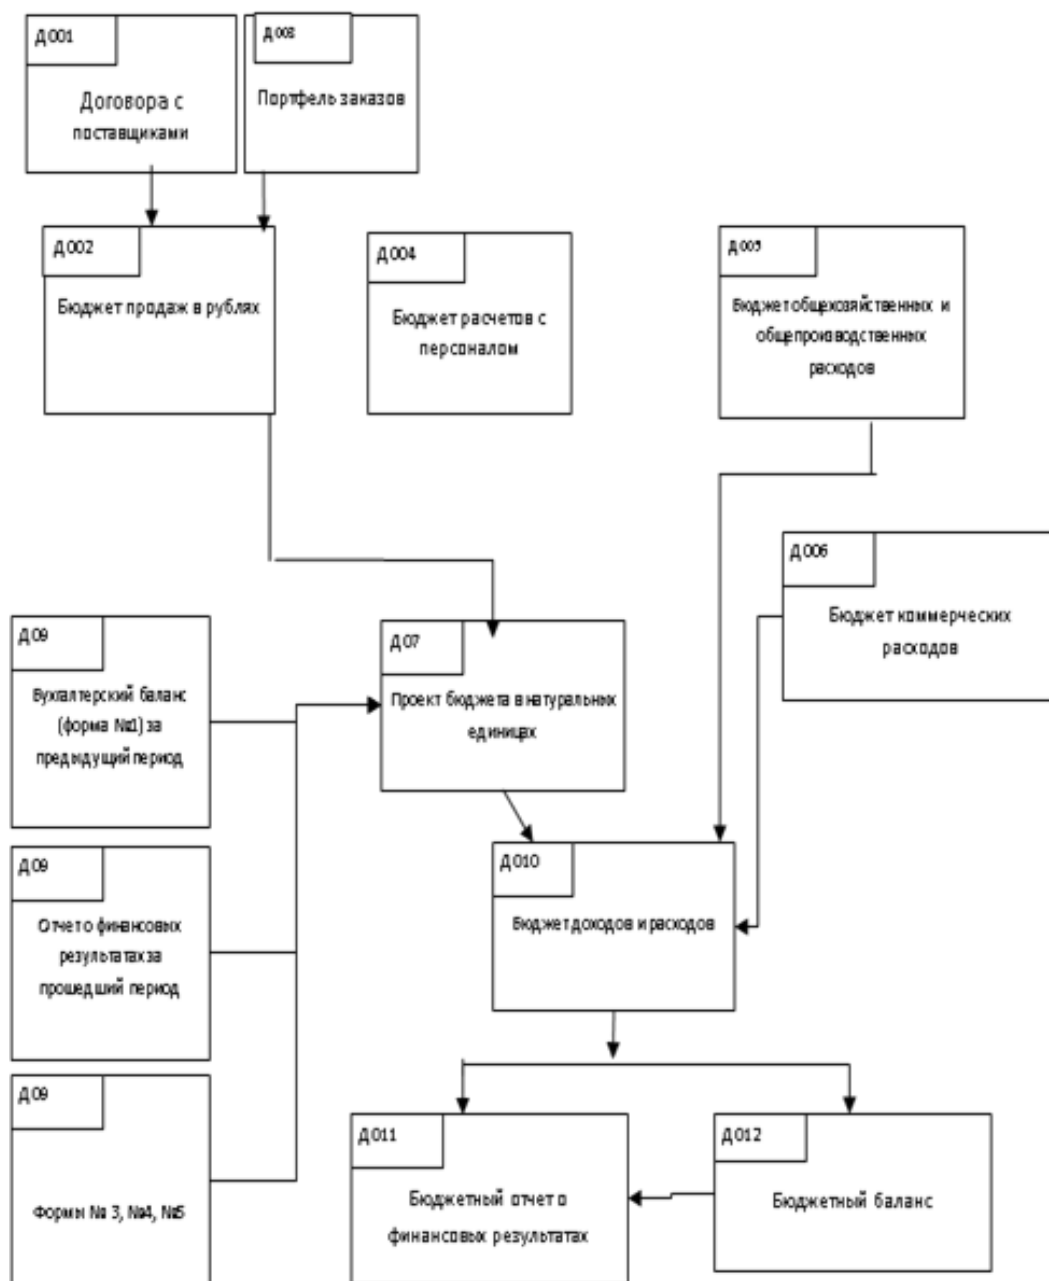 Д001
Договора с
поставщиками
Д008
Портфель заказов
Д002
Бюджет продаж в рублях
Д004
Бюджет расчетов с
персоналом
Д005
Бюджет общехозяйственных и
общепроизводственных
расходов
Д006
Бюджет коммерческих
расходов
Д09
Бухгалтерский баланс
(форма №1) за
предыдущий период
Д07
Проект бюджета в натуральных
единицах
Д09
Отчет о финансовых
результатах за
прошедший период
Д010
Бюджет доходов и расходов
Д09
Формы № 3, №4, №5
Д011
Бюджетный отчет о
финансовых результатах
Д012
Бюджетный баланс